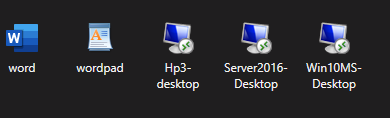 W
word
wordpad
Hp3-
desktop
Server2016-
Desktop
Win10MS-
Desktop